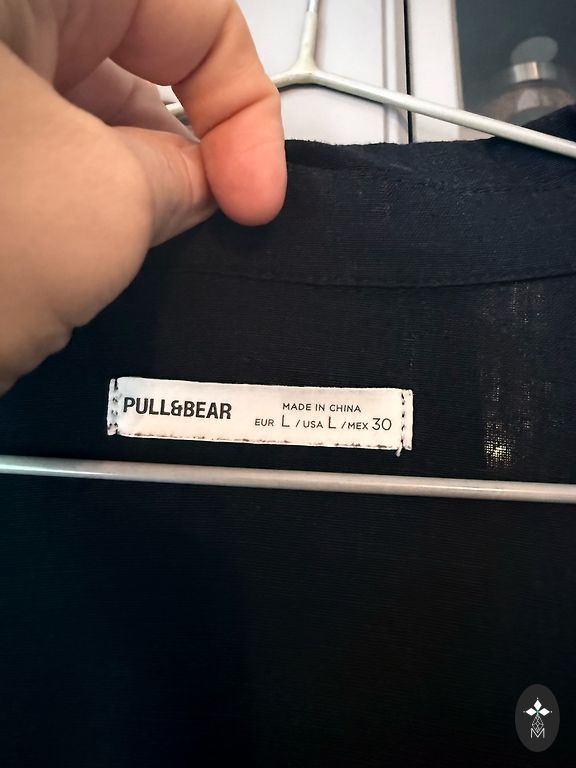 PULL&BEAR
MADE IN CHINA
EUR L / USA L / MEX 30
M